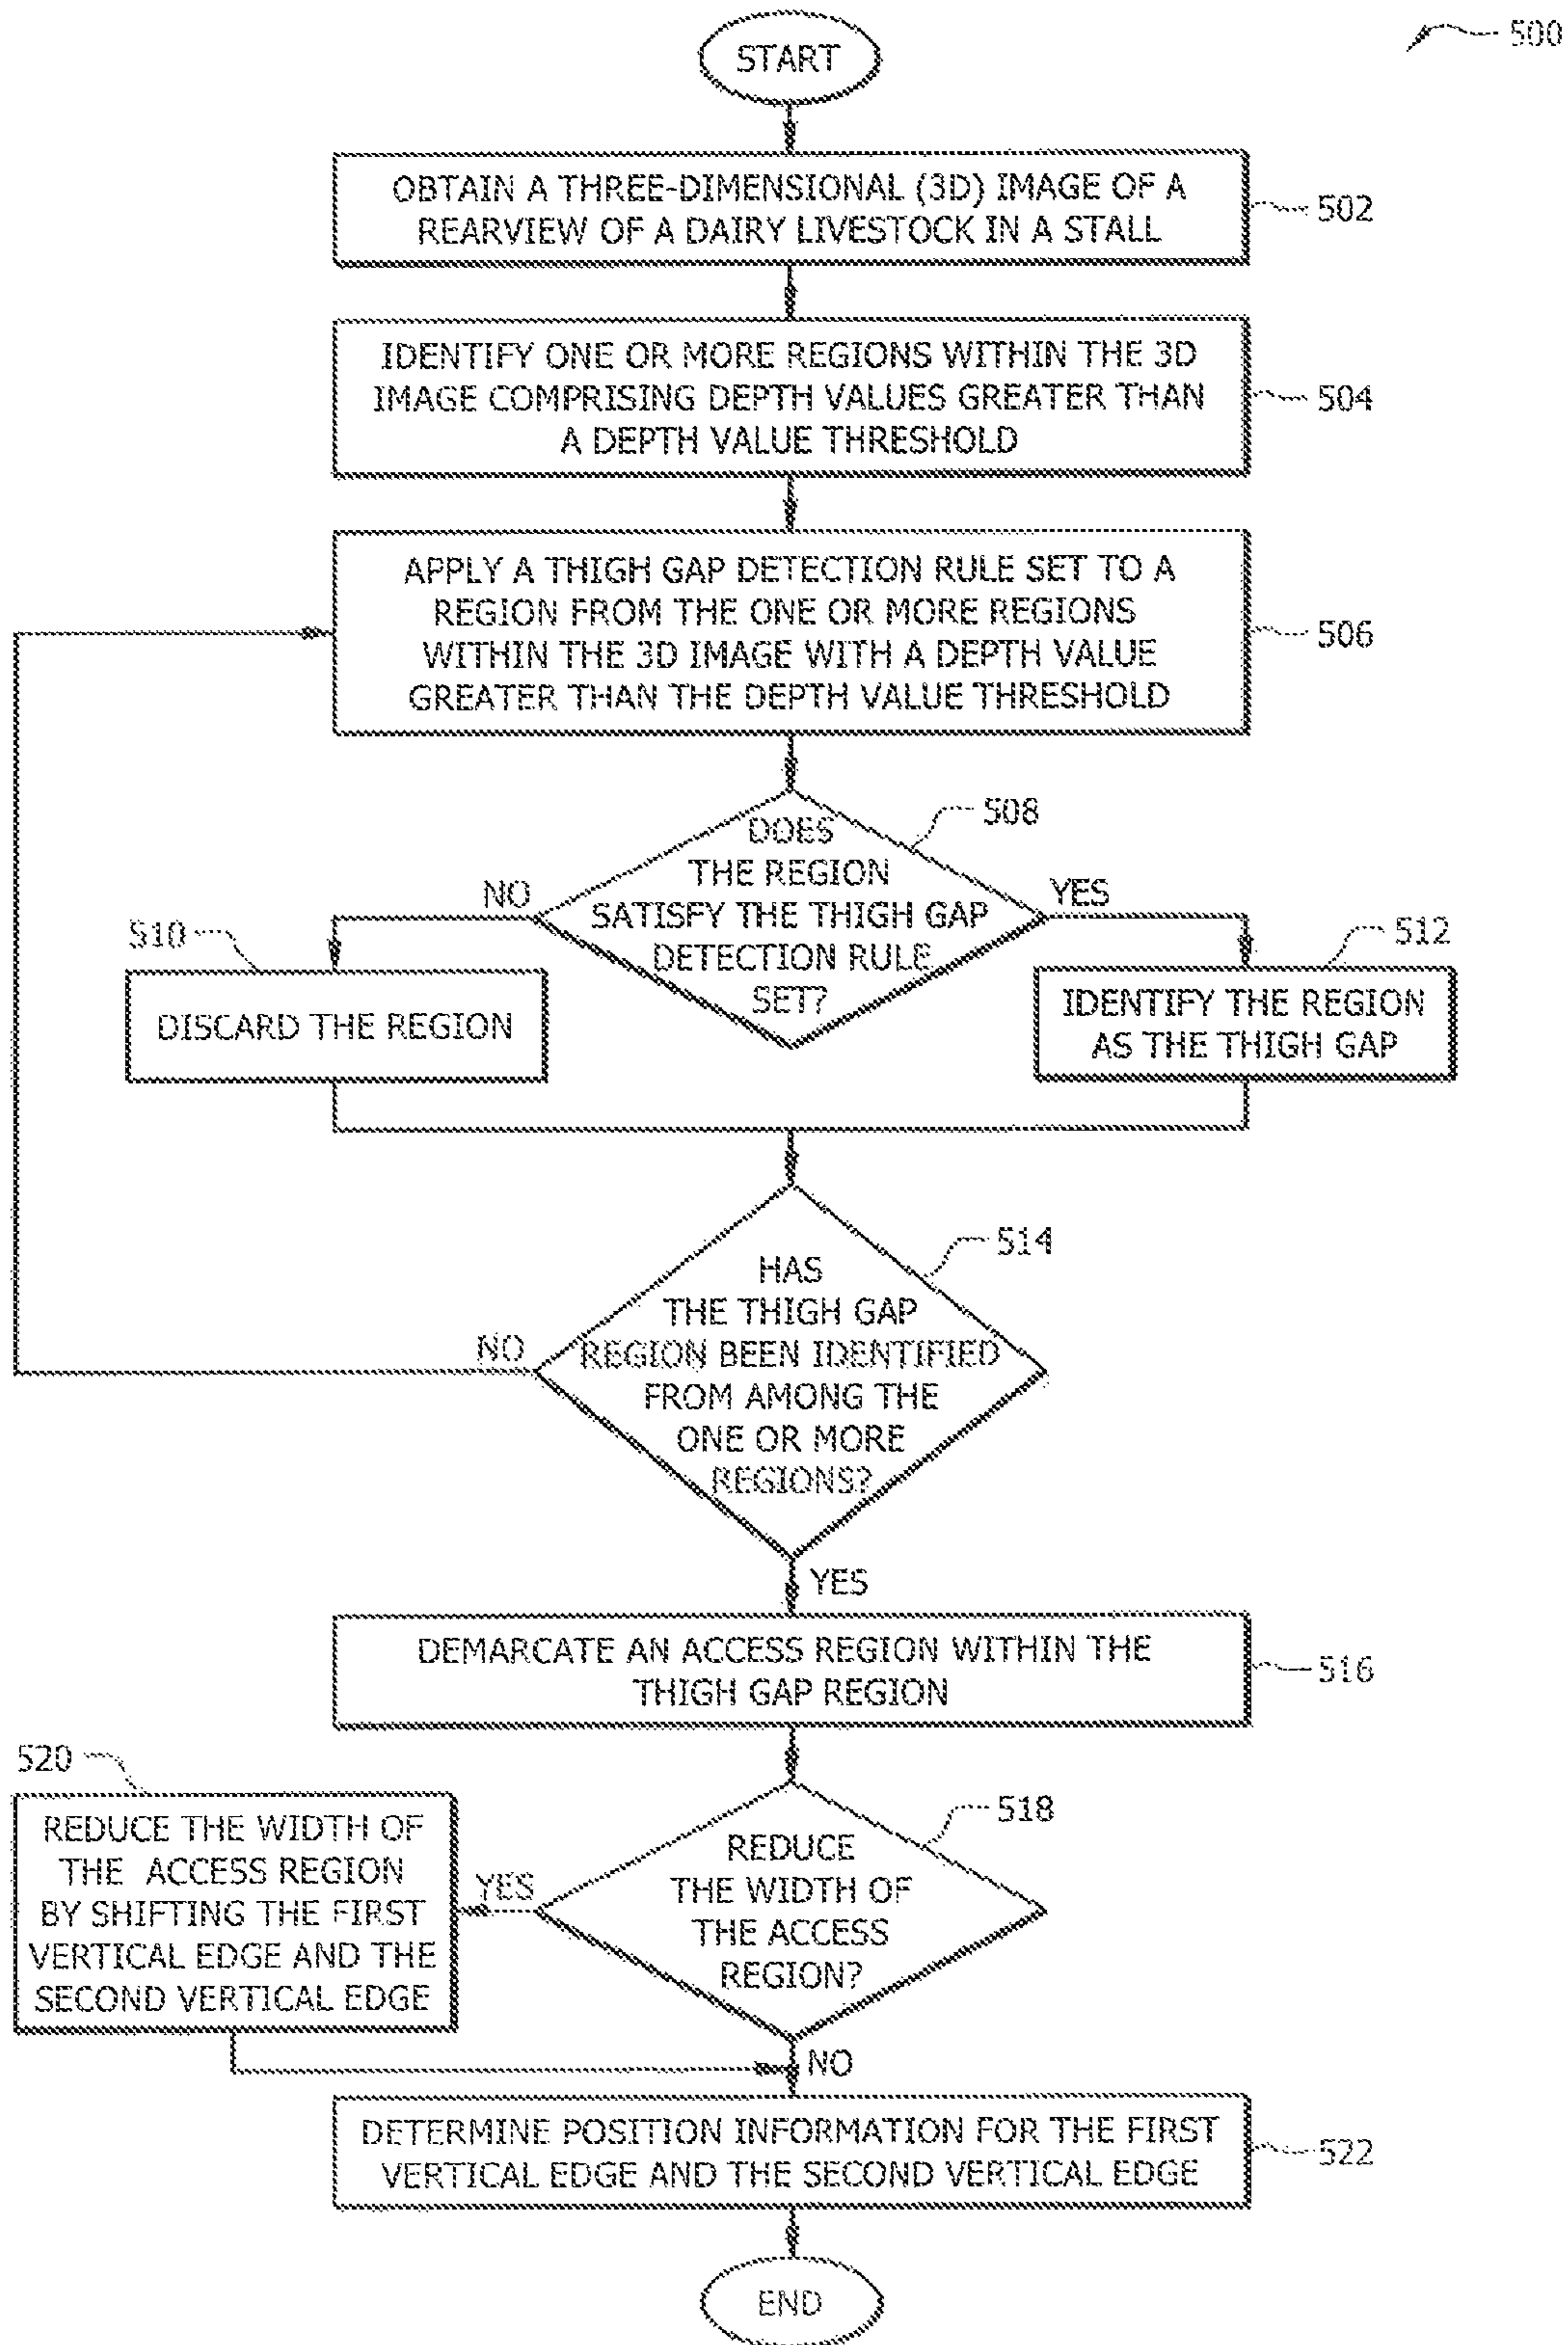 500
START
OBTAIN A THREE-DIMENSIONAL (3D) IMAGE OF A
REARVIEW OF A DAIRY LIVESTOCK IN A STALL
502
IDENTIFY ONE OR MORE REGIONS WITHIN THE 3D
IMAGE COMPRISING DEPTH VALUES GREATER THAN
A DEPTH VALUE THRESHOLD
504
APPLY A THIGH GAP DETECTION RULE SET TO A
REGION FROM THE ONE OR MORE REGIONS
WITHIN THE 3D IMAGE WITH A DEPTH VALUE
GREATER THAN THE DEPTH VALUE THRESHOLD
506
508
DOES
THE REGION
SATISFY THE THIGH GAP
DETECTION RULE
SET?
NO
YES
510
DISCARD THE REGION
512
IDENTIFY THE REGION
AS THE THIGH GAP
514
HAS
THE THIGH GAP
REGION BEEN IDENTIFIED
FROM AMONG THE
ONE OR MORE
REGIONS?
NO
YES
DEMARCATE AN ACCESS REGION WITHIN THE
THIGH GAP REGION
516
518
REDUCE
THE WIDTH OF
THE ACCESS
REGION?
YES
520
REDUCE THE WIDTH OF
THE ACCESS REGION
BY SHIFTING THE FIRST
VERTICAL EDGE AND THE
SECOND VERTICAL EDGE
NO
DETERMINE POSITION INFORMATION FOR THE FIRST
VERTICAL EDGE AND THE SECOND VERTICAL EDGE
522
END